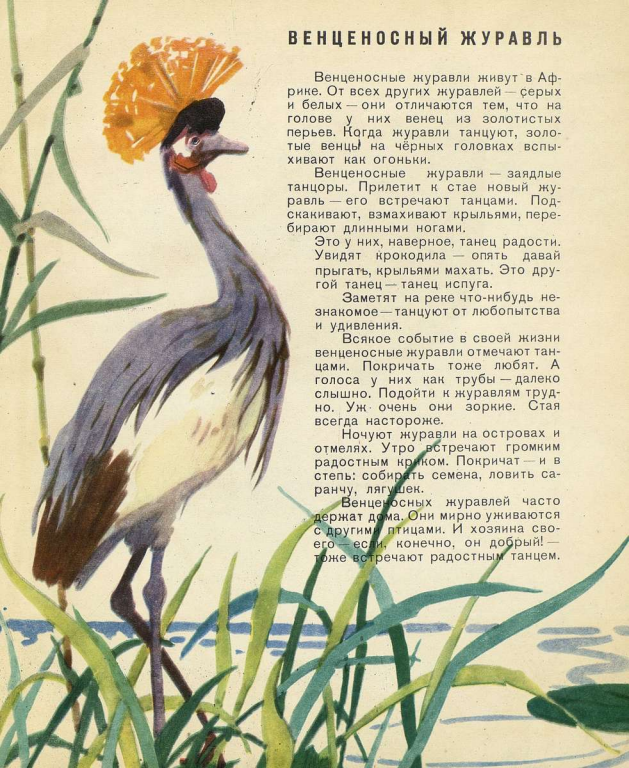 ВЕНЦЕНОСНЫЙ ЖУРАВЛЬ
Венценосные журавли живут в Аф-
рике. От всех других журавлей — серых
и белых — они отличаются тем, что на
голове у них венец из золотистых
перьев. Когда журавли танцуют, золо-
тые венцы на чёрных головках вспы-
хивают как огоньки.
Венценосные журавли — заядлые
танцоры. Прилетит к стае новый жу-
равль — его встречают танцами. Под-
скакивают, взмахивают крыльями, пере-
бирают длинными ногами.
Это у них, наверное, танец радости.
Увидят крокодила — опять давай
прыгать, крыльями махать. Это дру-
гой танец — танец испуга.
Заметят на реке что-нибудь не-
знакомое — танцуют от любопытства
и удивления.
Всякое событие в своей жизни
венценосные журавли отмечают тан-
цами. Покричать тоже любят. А
голоса у них как трубы — далеко
слышно. Подойти к журавлям труд-
но. Уж очень они зоркие. Стая
всегда настороже.
Ночуют журавли на островах и
отмелях. Утро встречают громким
радостным криком. Покричат — и в
степь: собирать семена, ловить са-
ранчу, лягушек.
Венценосных журавлей часто
держат дома. Они мирно уживаются
с другими птицами. И хозяина сво-
его — если, конечно, он добрый! —
тоже встречают радостным танцем.